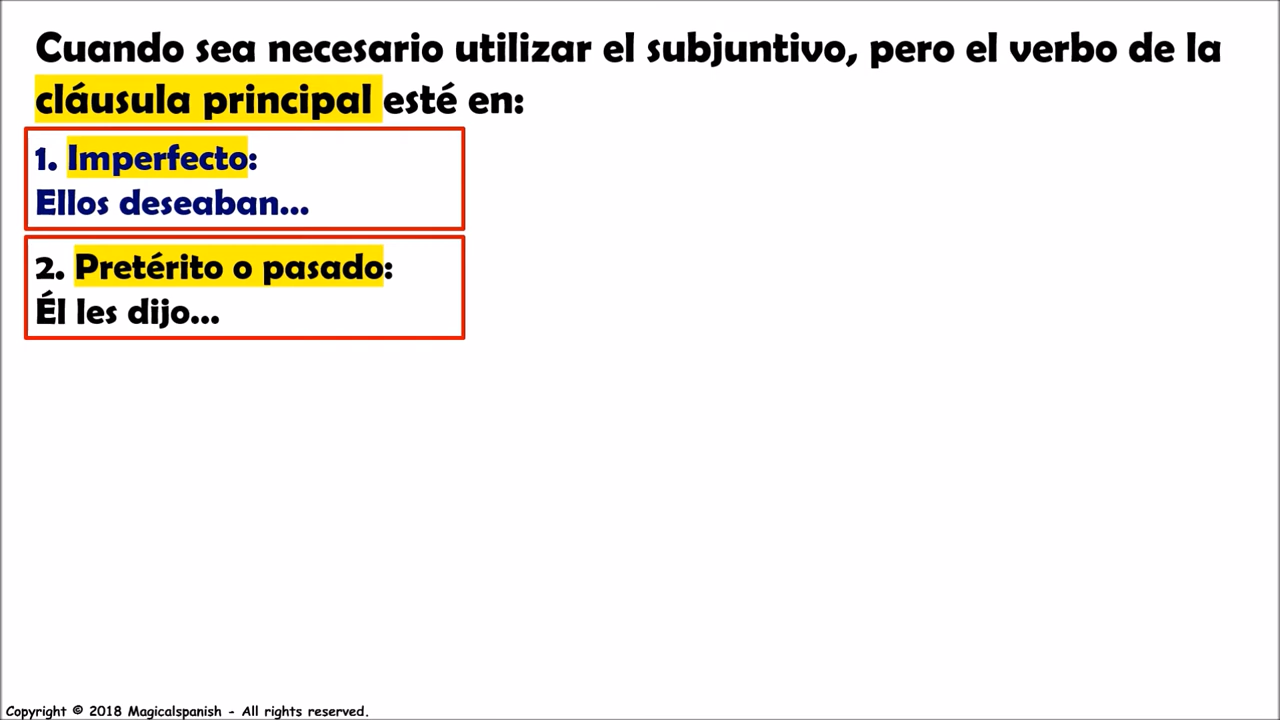 Cuando sea necesario utilizar el subjuntivo, pero el verbo de la
cláusula principal esté en:
1. Imperfecto:
Ellos deseaban...
2. Pretérito o pasado:
Él les dijo...
Copyright © 2018 Magicalspanish - All rights reserved.